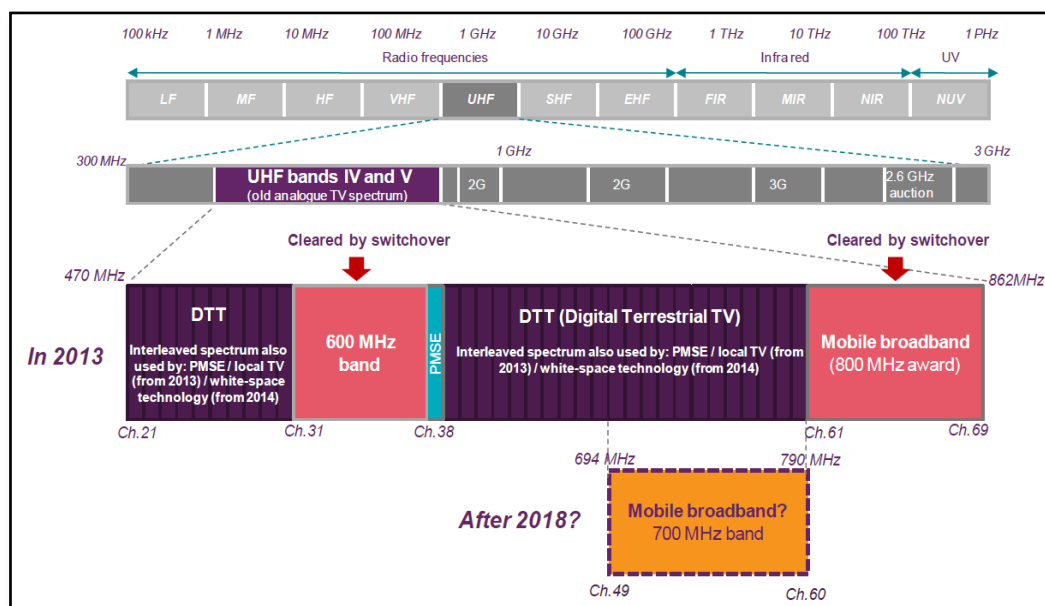 100 kHz 1 MHz 10 MHz 100 MHz 1 GHz 10 GHz 100 GHz 1 THz 10 THz 100 THz 1 PHz
Radio frequencies Infra red UV
LF MF HF VHF UHF SHF EHF FIR MIR NIR NUV
300 MHz 1 GHz 3 GHz
UHF bands IV and V
(old analogue TV spectrum)
2G
2G
3G
2.6 GHz
auction
Cleared by switchover
Cleared by switchover
470 MHz
862MHz
In 2013
DTT
Interleaved spectrum also
used by: PMSE / local TV
(from 2013) / white-space
technology (from 2014)
600 MHz
band
PMSE
DTT (Digital Terrestrial TV)
Interleaved spectrum also used by: PMSE / local TV (from
2013) / white-space technology (from 2014)
Mobile broadband
(800 MHz award)
Ch.21 Ch.31 Ch.38 Ch.61 Ch.69
694 MHz 790 MHz
After 2018?
Mobile broadband?
700 MHz band
Ch.49 Ch.60